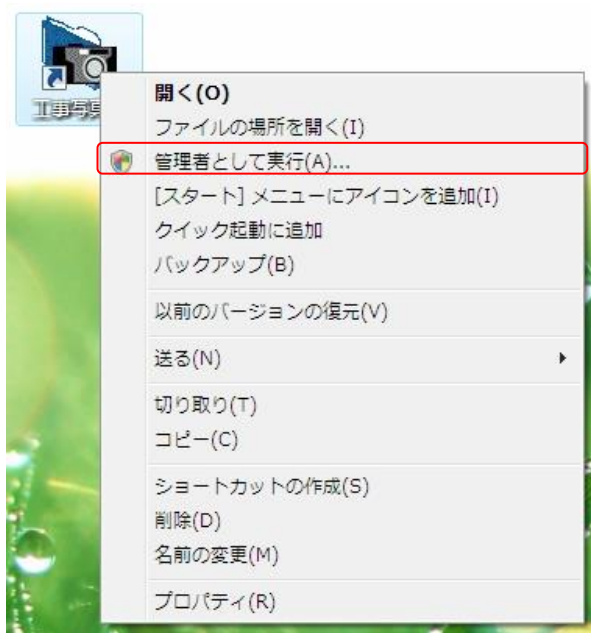 工事写真
開く(O)
ファイルの場所を開く(I)
管理者として実行(A)...
[スタート] メニューにアイコンを追加(I)
クイック起動に追加
バックアップ(B)
以前のバージョンの復元(V)
送る(N)
切り取り(T)
コピー(C)
ショートカットの作成(S)
削除(D)
名前の変更(M)
プロパティ(R)